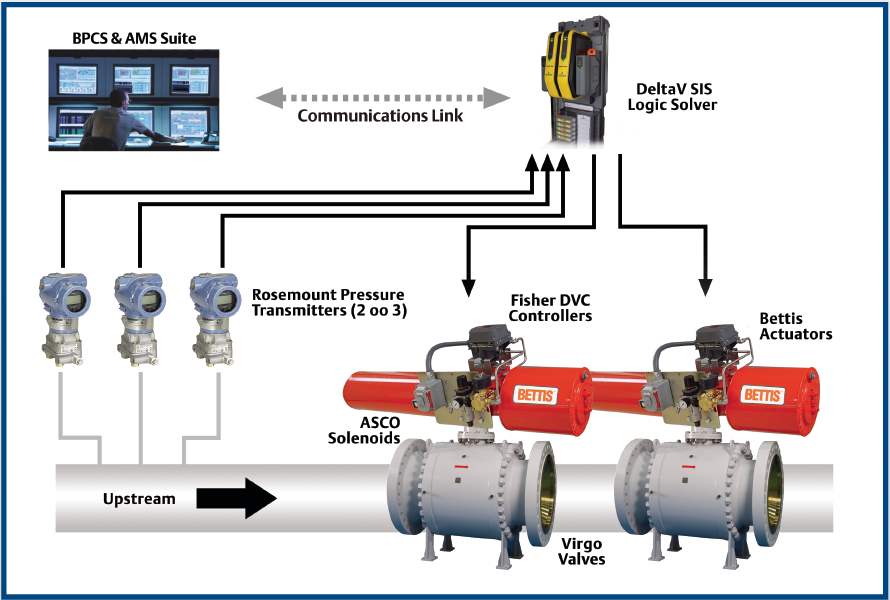 BPCS & AMS Suite
Communications Link
DeltaV SIS
Logic Solver
Rosemount Pressure
Transmitters (2 oo 3)
Fisher DVC
Controllers
Bettis
Actuators
BETTIS
BETTIS
ASCO
Solenoids
Upstream
Virgo
Valves